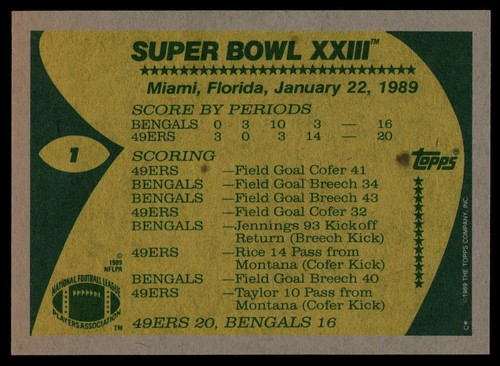 SUPER BOWL XXIII™
Miami, Florida, January 22, 1989
SCORE BY PERIODS
BENGALS 0 3 10 3 — 16
49ERS 3 0 3 14 — 20
1
topps®
SCORING
49ERS —Field Goal Cofer 41
BENGALS —Field Goal Breech 34
BENGALS —Field Goal Breech 43
49ERS —Field Goal Cofer 32
BENGALS —Jennings 93 Kickoff
Return (Breech Kick)
49ERS —Rice 14 Pass from
Montana (Cofer Kick)
BENGALS —Field Goal Breech 40
49ERS —Taylor 10 Pass from
Montana (Cofer Kick)
49ERS 20, BENGALS 16
© 1989 NFLPA
NATIONAL FOOTBALL LEAGUE
PLAYERS ASSOCIATION
TM
©1989 THE TOPPS COMPANY, INC.
C*